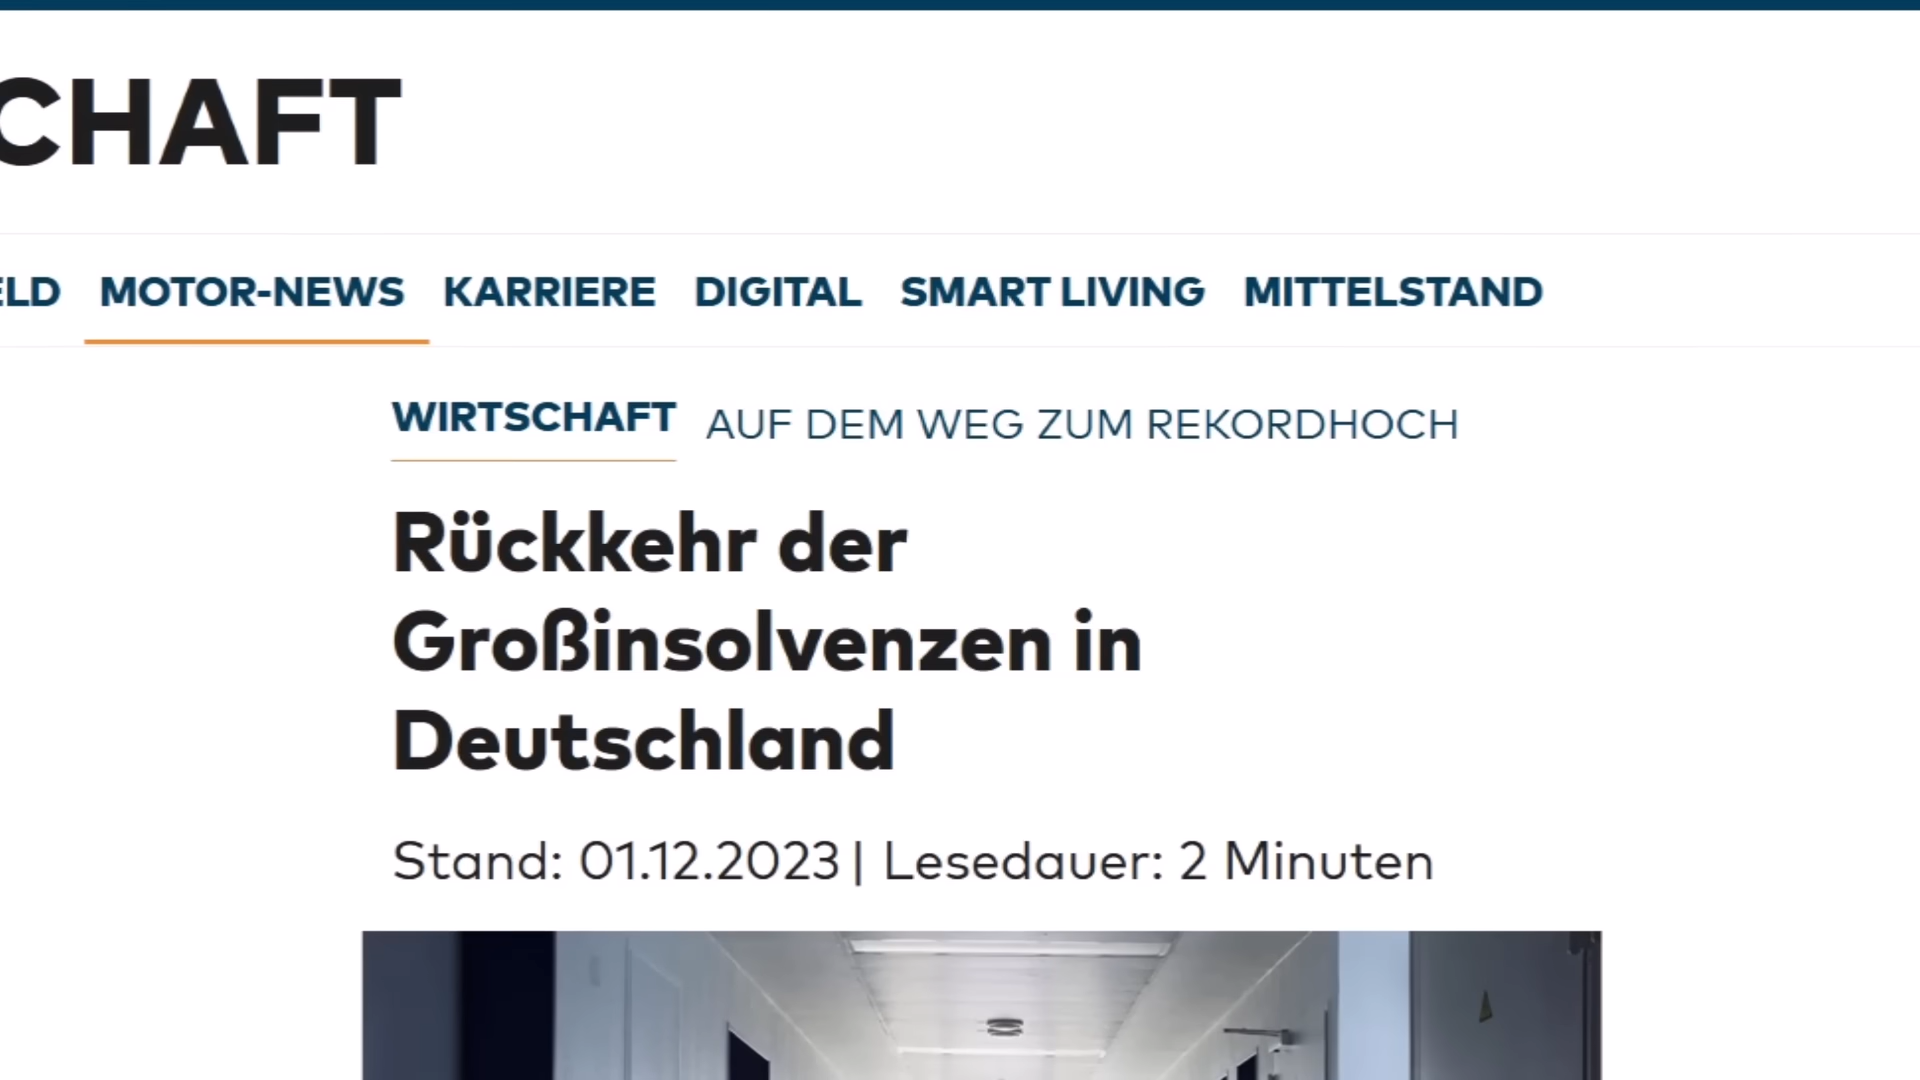 CHAFT
ELD MOTOR-NEWS KARRIERE DIGITAL SMART LIVING MITTELSTAND
WIRTSCHAFT AUF DEM WEG ZUM REKORDHOCH
Rückkehr der
Großinsolvenzen in
Deutschland
Stand: 01.12.2023 | Lesedauer: 2 Minuten